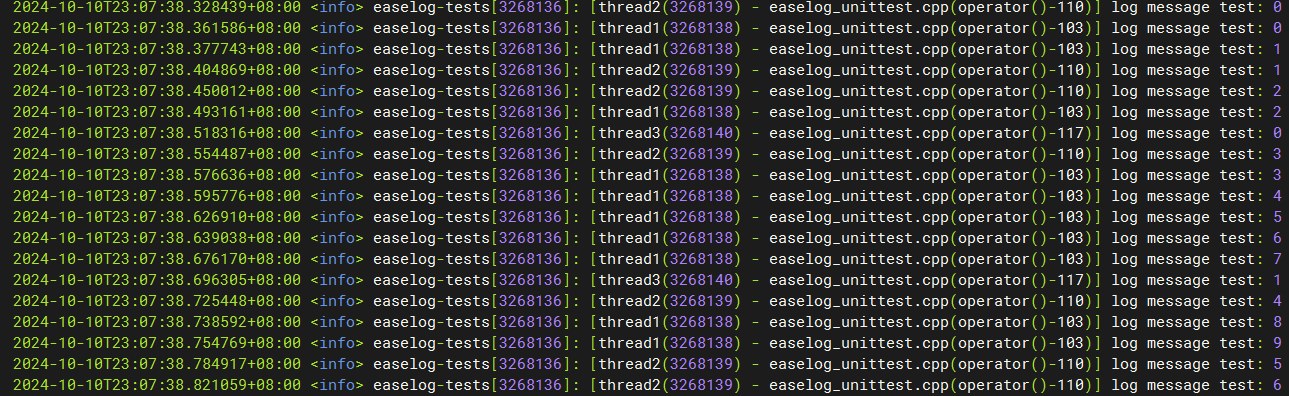 2024-10-10T23:07:38.328439+08:00 <info> easelog-tests[3268136]: [thread2(3268139) - easelog_unittest.cpp(operator()-110)] log message test: 0
2024-10-10T23:07:38.361586+08:00 <info> easelog-tests[3268136]: [thread1(3268138) - easelog_unittest.cpp(operator()-103)] log message test: 0
2024-10-10T23:07:38.377743+08:00 <info> easelog-tests[3268136]: [thread1(3268138) - easelog_unittest.cpp(operator()-103)] log message test: 1
2024-10-10T23:07:38.404869+08:00 <info> easelog-tests[3268136]: [thread2(3268139) - easelog_unittest.cpp(operator()-110)] log message test: 1
2024-10-10T23:07:38.450012+08:00 <info> easelog-tests[3268136]: [thread2(3268139) - easelog_unittest.cpp(operator()-110)] log message test: 2
2024-10-10T23:07:38.493161+08:00 <info> easelog-tests[3268136]: [thread1(3268138) - easelog_unittest.cpp(operator()-103)] log message test: 2
2024-10-10T23:07:38.518316+08:00 <info> easelog-tests[3268136]: [thread3(3268140) - easelog_unittest.cpp(operator()-117)] log message test: 0
2024-10-10T23:07:38.554487+08:00 <info> easelog-tests[3268136]: [thread2(3268139) - easelog_unittest.cpp(operator()-110)] log message test: 3
2024-10-10T23:07:38.576636+08:00 <info> easelog-tests[3268136]: [thread1(3268138) - easelog_unittest.cpp(operator()-103)] log message test: 3
2024-10-10T23:07:38.595776+08:00 <info> easelog-tests[3268136]: [thread1(3268138) - easelog_unittest.cpp(operator()-103)] log message test: 4
2024-10-10T23:07:38.626910+08:00 <info> easelog-tests[3268136]: [thread1(3268138) - easelog_unittest.cpp(operator()-103)] log message test: 5
2024-10-10T23:07:38.639038+08:00 <info> easelog-tests[3268136]: [thread1(3268138) - easelog_unittest.cpp(operator()-103)] log message test: 6
2024-10-10T23:07:38.676170+08:00 <info> easelog-tests[3268136]: [thread1(3268138) - easelog_unittest.cpp(operator()-103)] log message test: 7
2024-10-10T23:07:38.696305+08:00 <info> easelog-tests[3268136]: [thread3(3268140) - easelog_unittest.cpp(operator()-117)] log message test: 1
2024-10-10T23:07:38.725448+08:00 <info> easelog-tests[3268136]: [thread2(3268139) - easelog_unittest.cpp(operator()-110)] log message test: 4
2024-10-10T23:07:38.738592+08:00 <info> easelog-tests[3268136]: [thread1(3268138) - easelog_unittest.cpp(operator()-103)] log message test: 8
2024-10-10T23:07:38.754769+08:00 <info> easelog-tests[3268136]: [thread1(3268138) - easelog_unittest.cpp(operator()-103)] log message test: 9
2024-10-10T23:07:38.784917+08:00 <info> easelog-tests[3268136]: [thread2(3268139) - easelog_unittest.cpp(operator()-110)] log message test: 5
2024-10-10T23:07:38.821059+08:00 <info> easelog-tests[3268136]: [thread2(3268139) - easelog_unittest.cpp(operator()-110)] log message test: 6